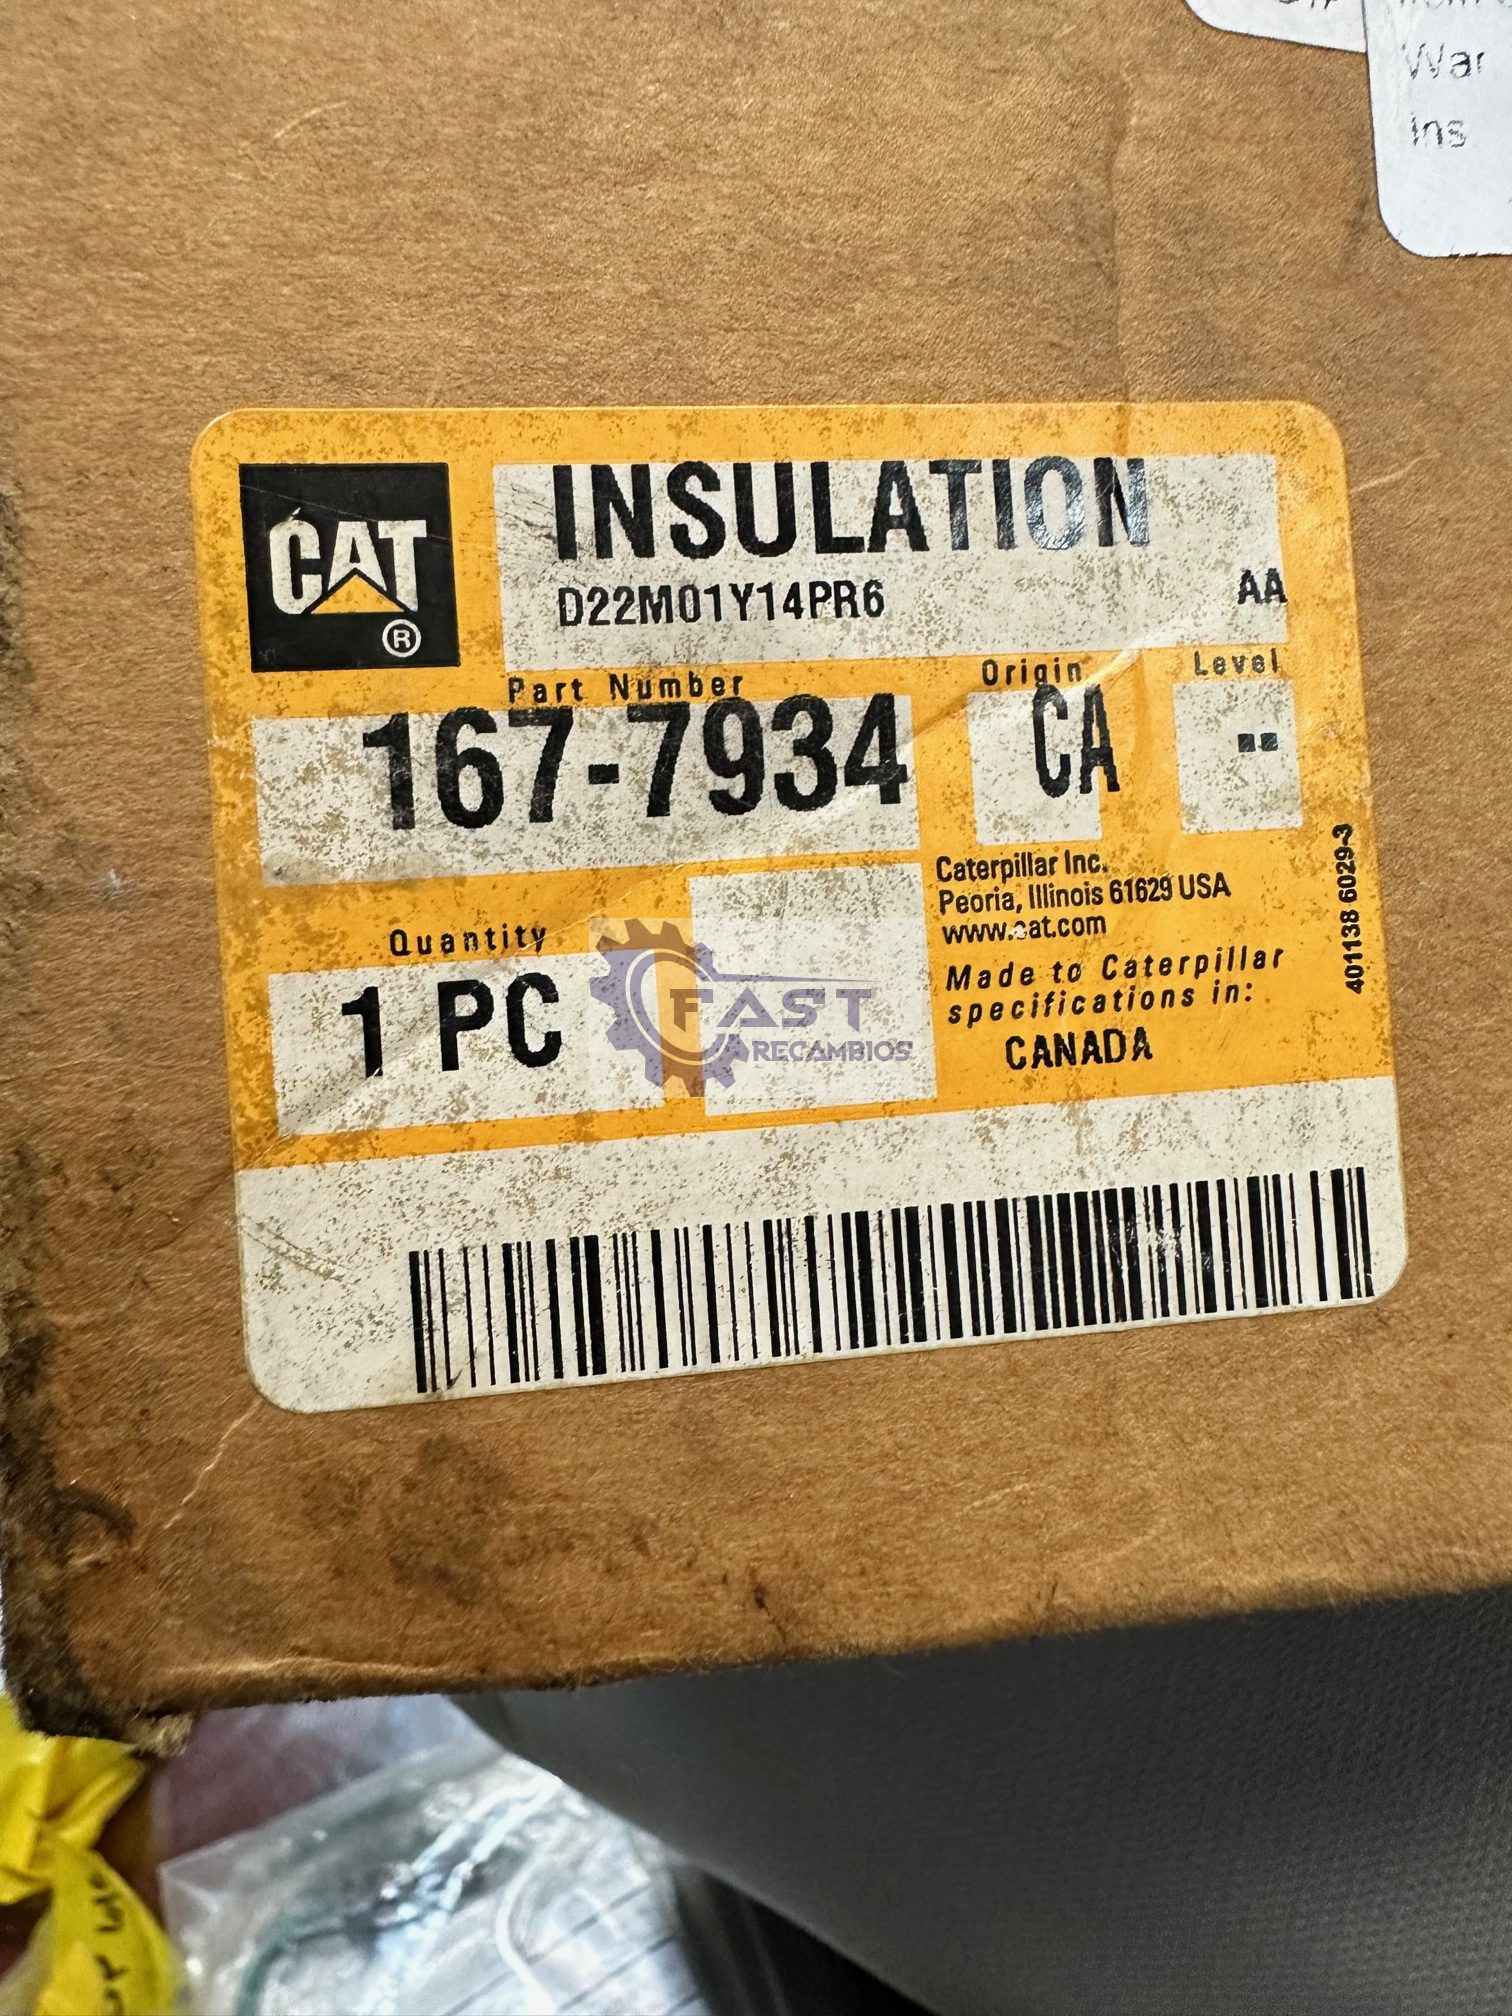 War
ins
CAT
®
INSULATION
D22M01Y14PR6
AA
Part Number
Origin
Level
167-7934
CA
--
Caterpillar Inc.
Peoria, Illinois 61629 USA
www.cat.com
401138 6029-3
Quantity
1 PC
Made to Caterpillar
specifications in:
CANADA
FAST
RECAMBIOS